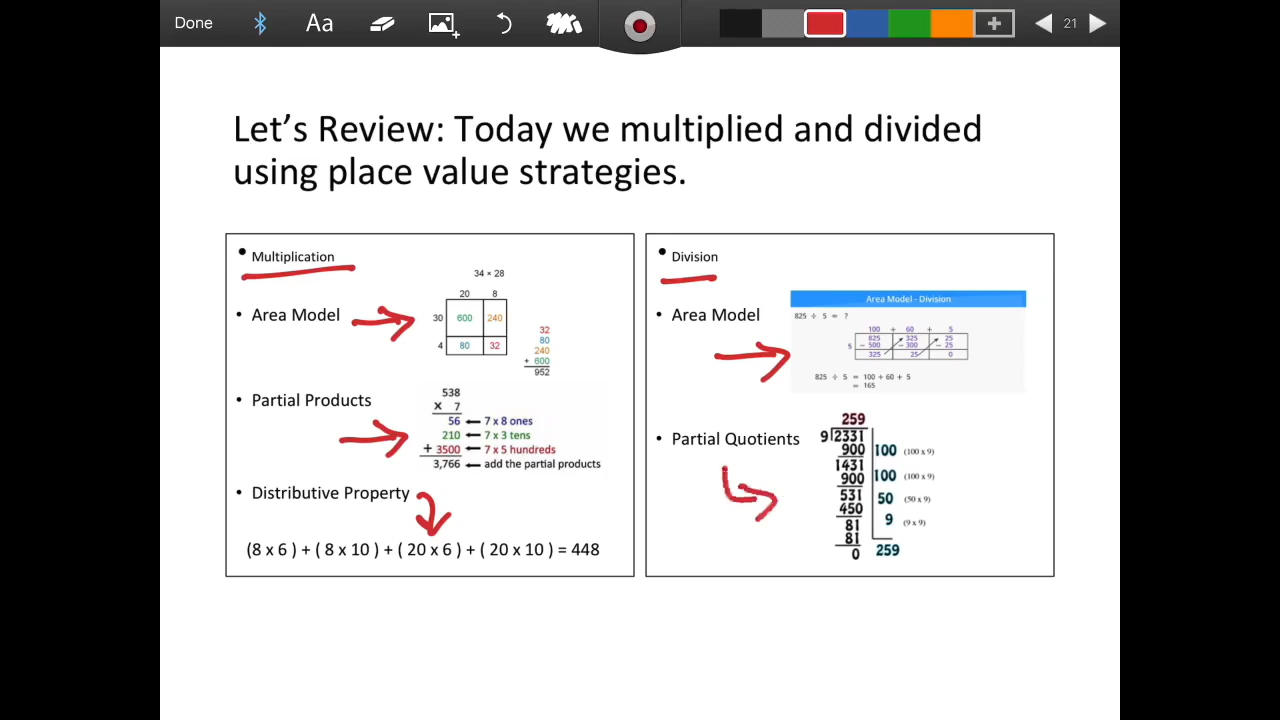 Done Aa 21
Let's Review: Today we multiplied and divided
using place value strategies.
• Multiplication
34 × 28
20 8
• Area Model
30 600 240
4 80 32
32
80
240
+ 600
952
• Partial Products
538
X 7
56 7 x 8 ones
210 7 x 3 tens
+ 3500 7 x 5 hundreds
3,766 add the partial products
• Distributive Property
(8 x 6 ) + ( 8 x 10 ) + ( 20 x 6 ) + ( 20 x 10 ) = 448
• Division
• Area Model
Area Model - Division
825 ÷ 5 = ?
100 + 60 + 5
825 325 25
5 - 500 - 300 - 25
325 25 0
825 ÷ 5 = 100 + 60 + 5
= 165
• Partial Quotients
259
9 2331
900 100 (100 x 9)
1431
900 100 (100 x 9)
531
450 50 (50 x 9)
81
81 9 (9 x 9)
0 259